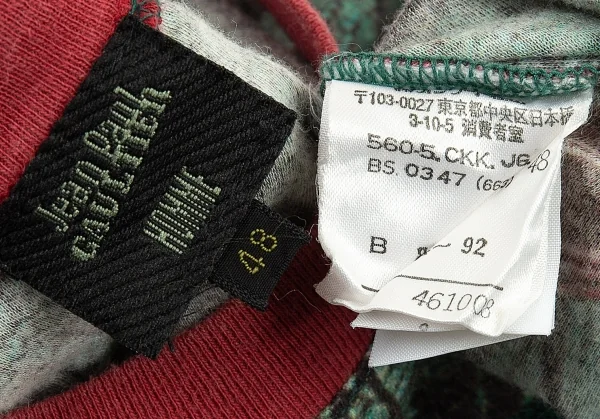 Jean Paul
GAULTIER
HOMME
48
〒103-0027 東京都中央区日本橋
3-10-5 消費者室
560-5. CKK. JG. 48
BS. 0347
B 92
461008